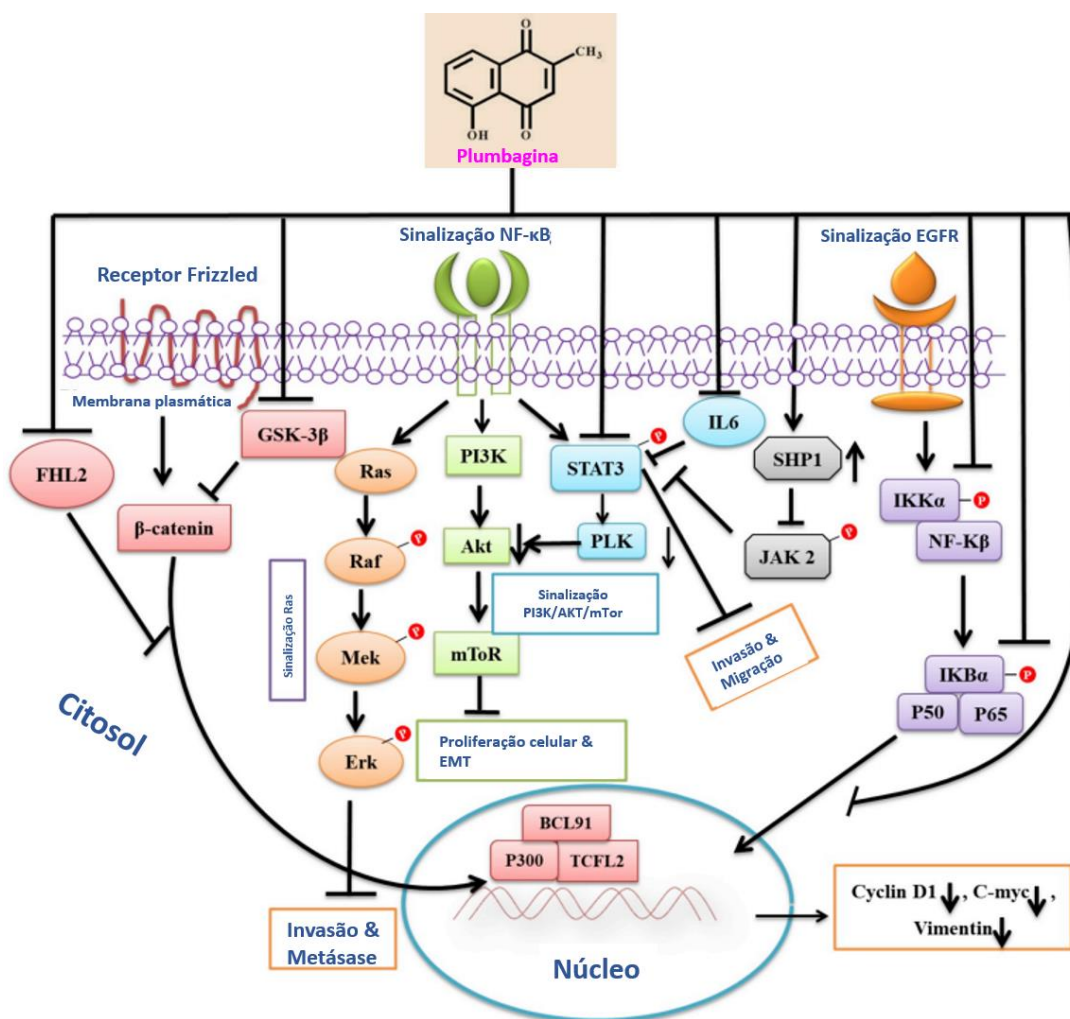 O
CH3
OH
O
Plumbagina
Sinalização NF-κB
Sinalização EGFR
Receptor Frizzled
Membrana plasmática
GSK-3β
FHL2
β-catenin
Ras
PI3K
STAT3
P
IL6
SHP1
IKKα
P
NF-Kβ
Raf
P
Akt
PLK
JAK 2
P
Sinalização Ras
Sinalização
PI3K/AKT/mTor
Mek
P
mToR
Invasão &
Migração
IKBα
P
P50
P65
Citosol
Erk
P
Proliferação celular &
EMT
BCL91
P300
TCFL2
Invasão &
Metásase
Núcleo
Cyclin D1 , C-myc ,
Vimentin